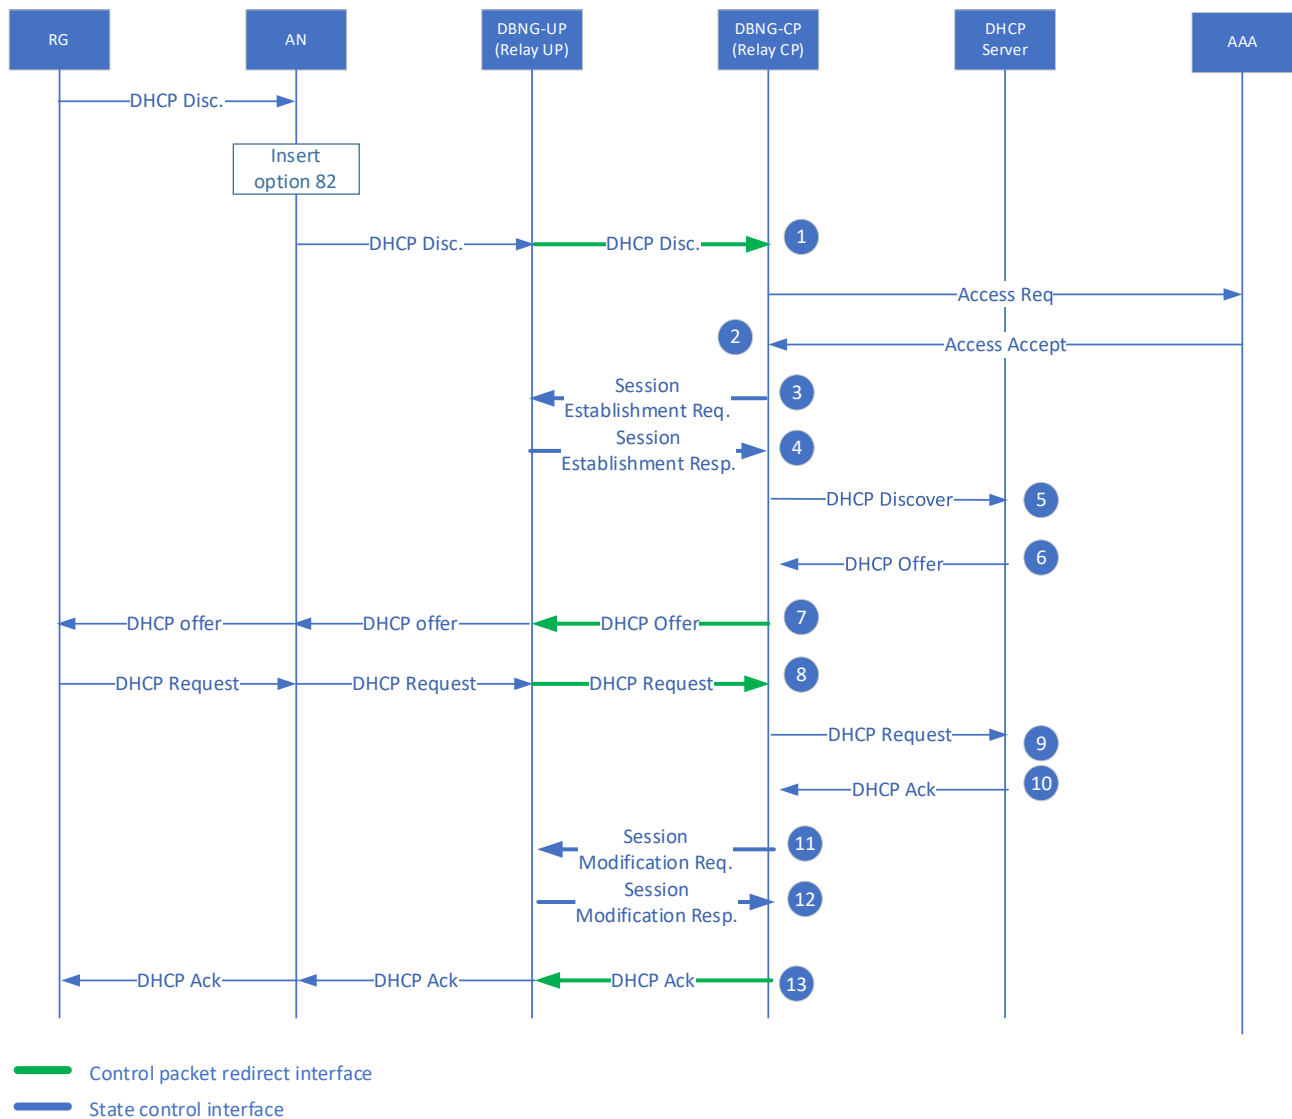 RG
AN
DBNG-UP
(Relay UP)
DBNG-CP
(Relay CP)
DHCP
Server
AAA
DHCP Disc.
Insert
option 82
DHCP Disc.
DHCP Disc.
1
Access Req
2
Access Accept
Session
Establishment Req.
3
Session
Establishment Resp.
4
DHCP Discover
5
DHCP Offer
6
DHCP offer
DHCP offer
DHCP Offer
7
DHCP Request
DHCP Request
DHCP Request
8
DHCP Request
9
DHCP Ack
10
Session
Modification Req.
11
Session
Modification Resp.
12
DHCP Ack
DHCP Ack
DHCP Ack
13
Control packet redirect interface
State control interface